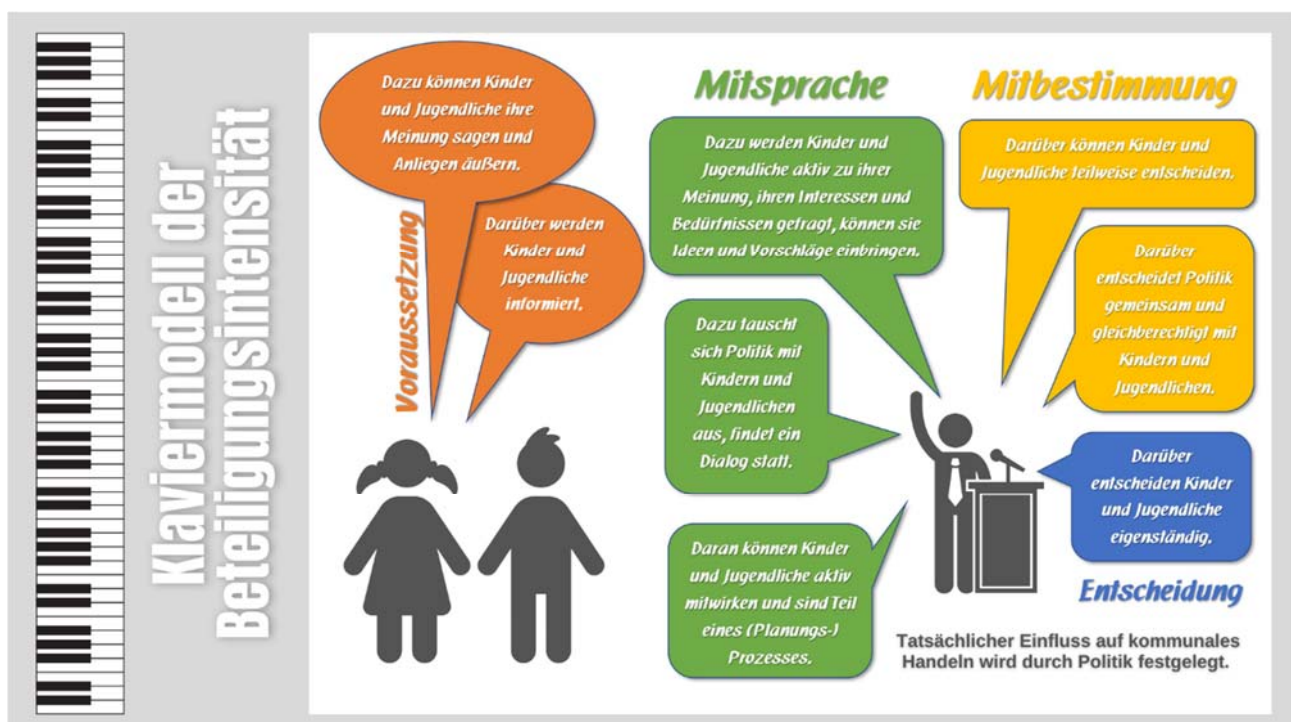 Klaviermodell der
Beteiligungsintensität
Dazu können Kinder
und Jugendliche ihre
Meinung sagen und
Anliegen äußern.
Darüber werden
Kinder und
Jugendliche
informiert.
Voraussetzung
Mitsprache
Dazu werden Kinder und
Jugendliche aktiv zu ihrer
Meinung, ihren Interessen und
Bedürfnissen gefragt, können sie
Ideen und Vorschläge einbringen.
Dazu tauscht
sich Politik mit
Kindern und
Jugendlichen
aus, findet ein
Dialog statt.
Daran können Kinder
und Jugendliche aktiv
mitwirken und sind Teil
eines (Planungs-)
Prozesses.
Mitbestimmung
Darüber können Kinder und
Jugendliche teilweise entscheiden.
Darüber
entscheidet Politik
gemeinsam und
gleichberechtigt mit
Kindern und
Jugendlichen.
Darüber
entscheiden Kinder
und Jugendliche
eigenständig.
Entscheidung
Tatsächlicher Einfluss auf kommunales
Handeln wird durch Politik festgelegt.